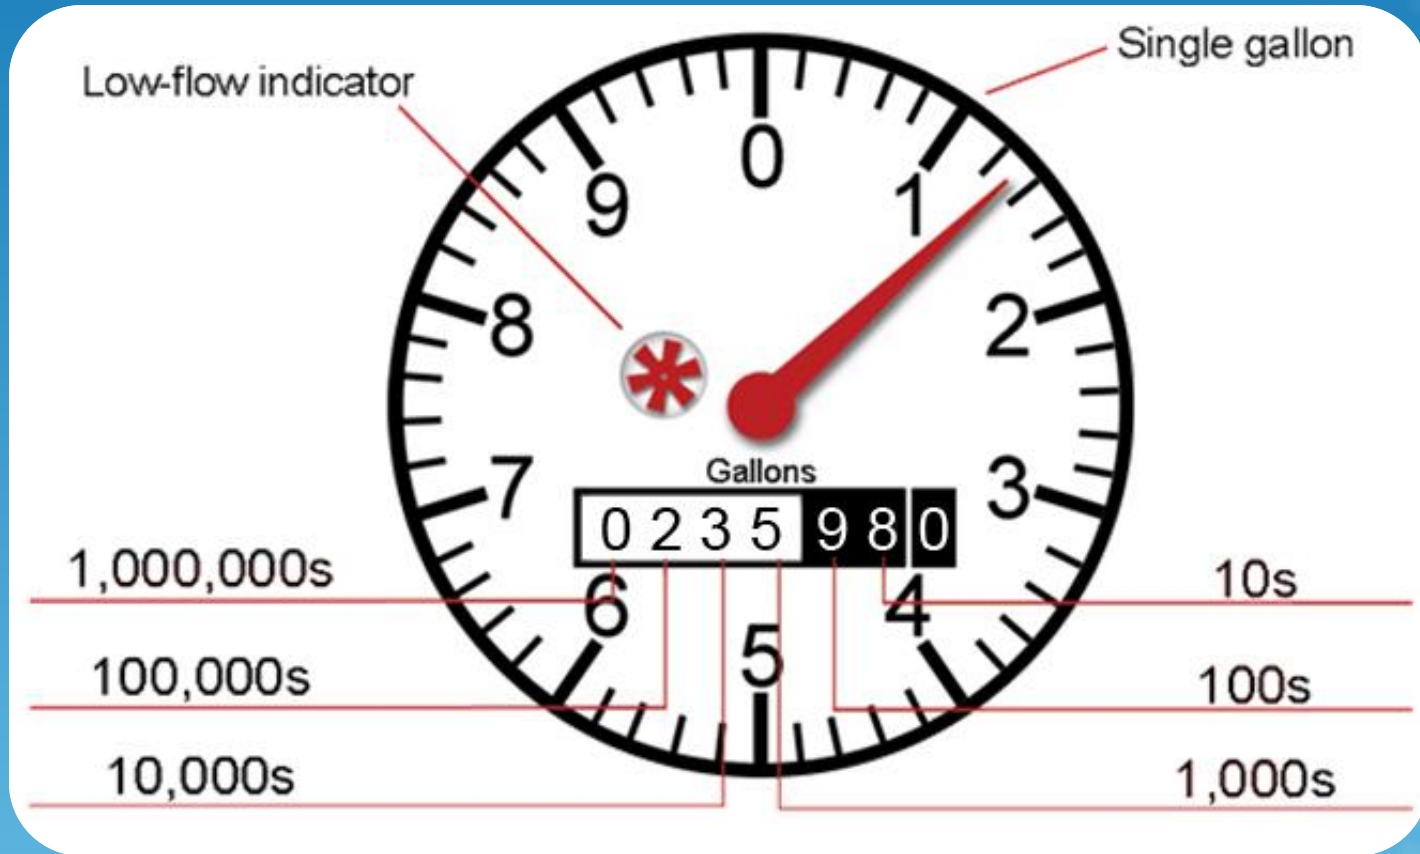 Single gallon
Low-flow indicator
0
9
1
8
2
Gallons
7
3
0 2 3 5 9 8 0
1,000,000s
6
4
10s
5
100,000s
100s
10,000s
1,000s